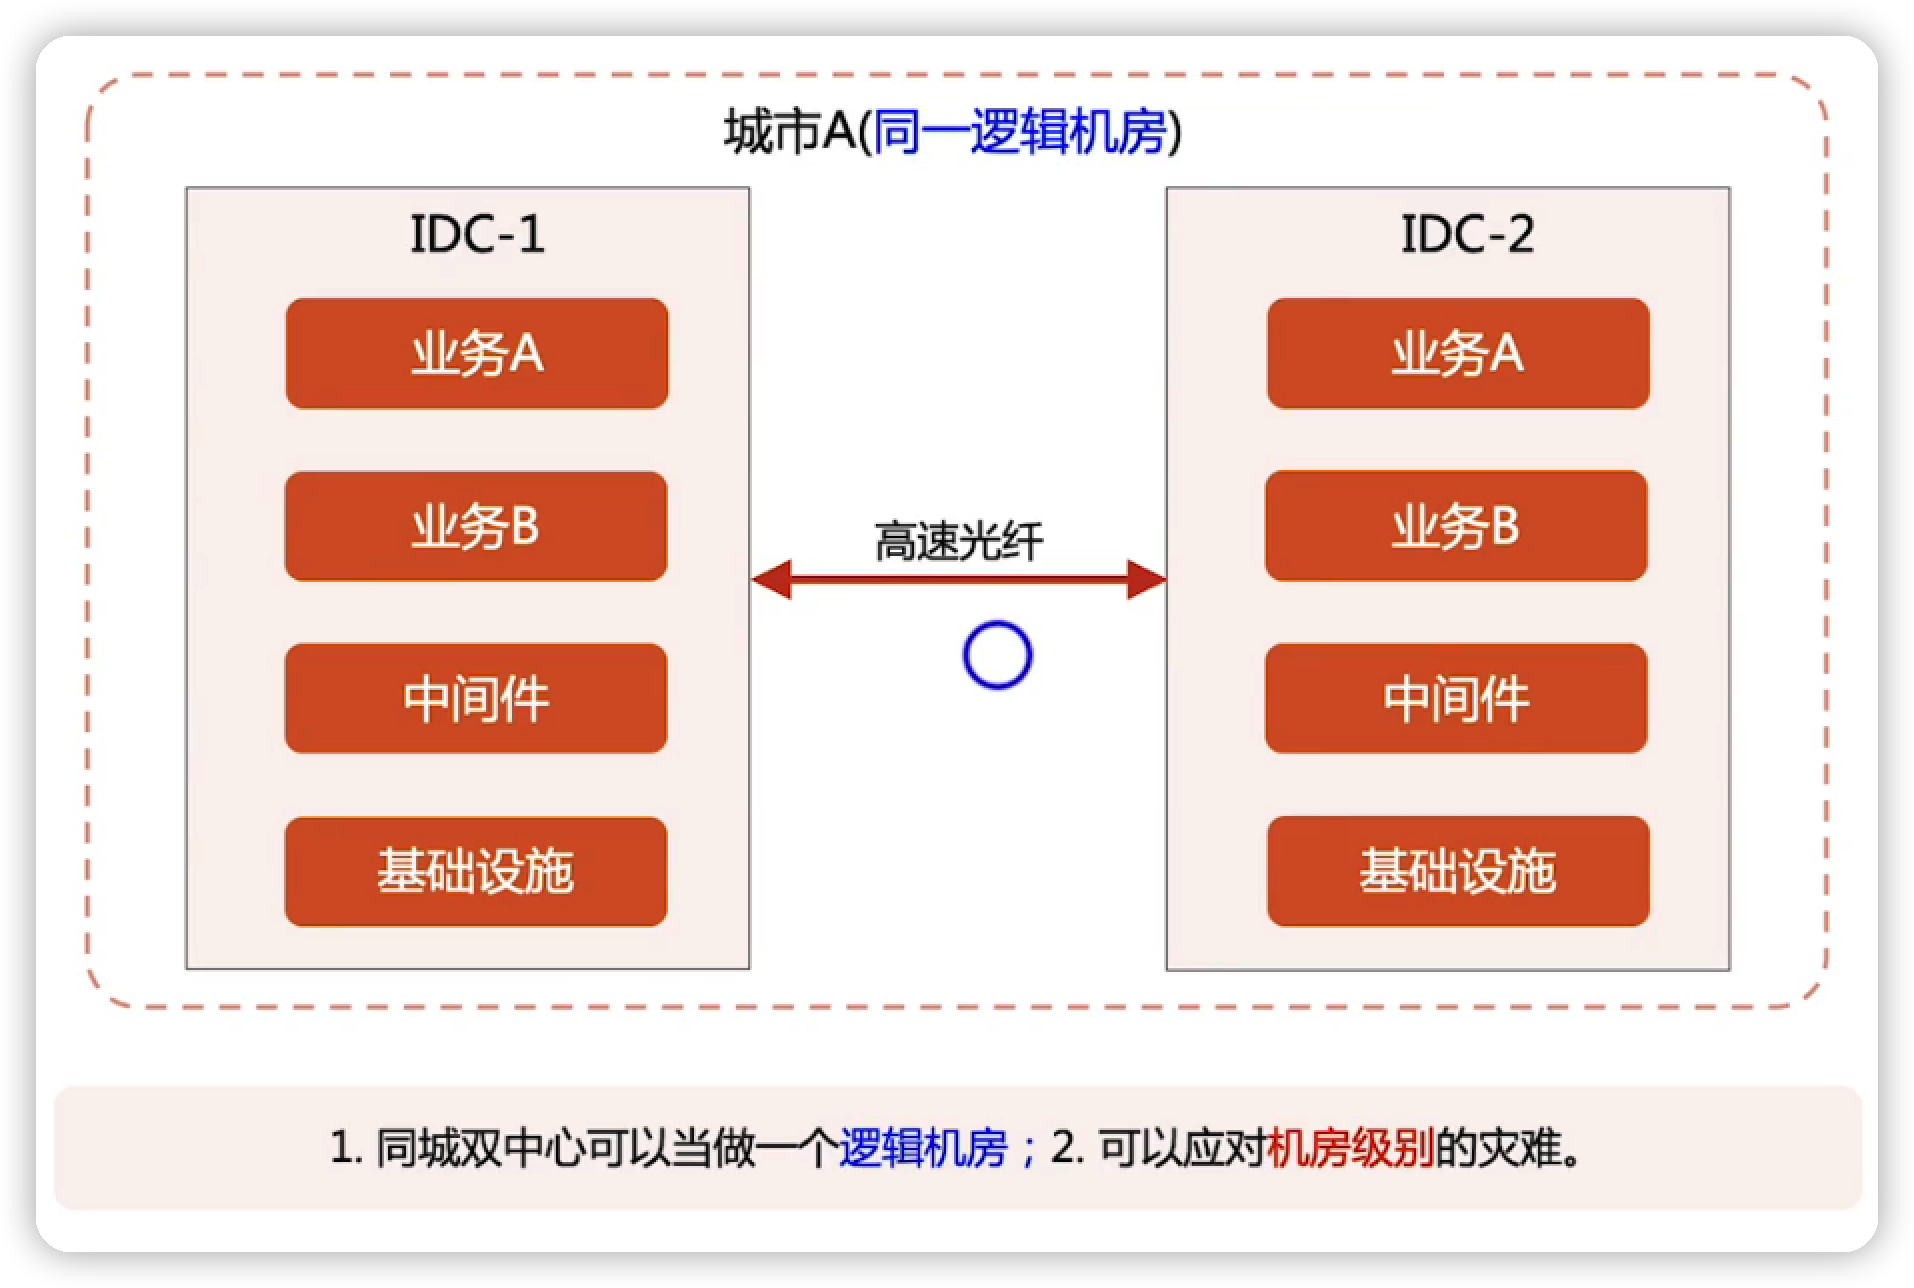 城市A(同一逻辑机房)
IDC-1
业务A
业务B
中间件
基础设施
高速光纤
IDC-2
业务A
业务B
中间件
基础设施
1. 同城双中心可以当做一个逻辑机房；2. 可以应对机房级别的灾难。